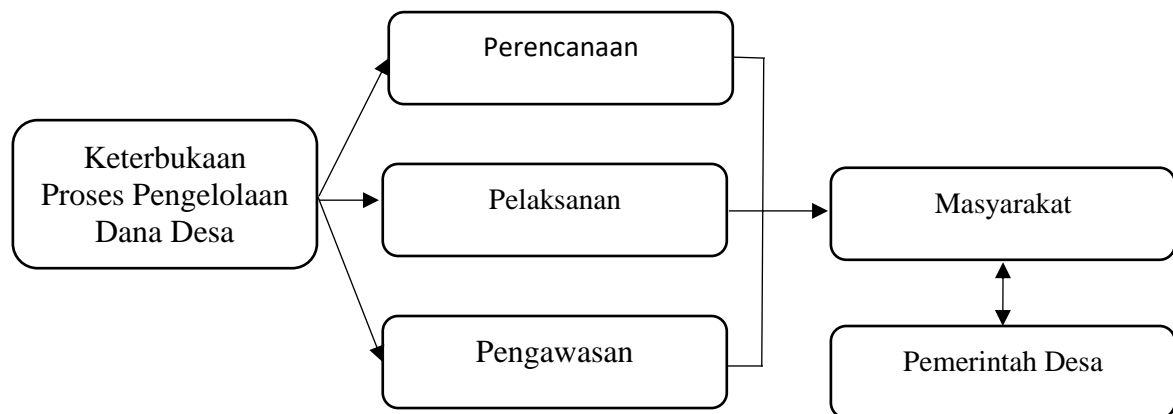 Keterbukaan
Proses Pengelolaan
Dana Desa
Perencanaan
Pelaksanan
Pengawasan
Masyarakat
Pemerintah Desa